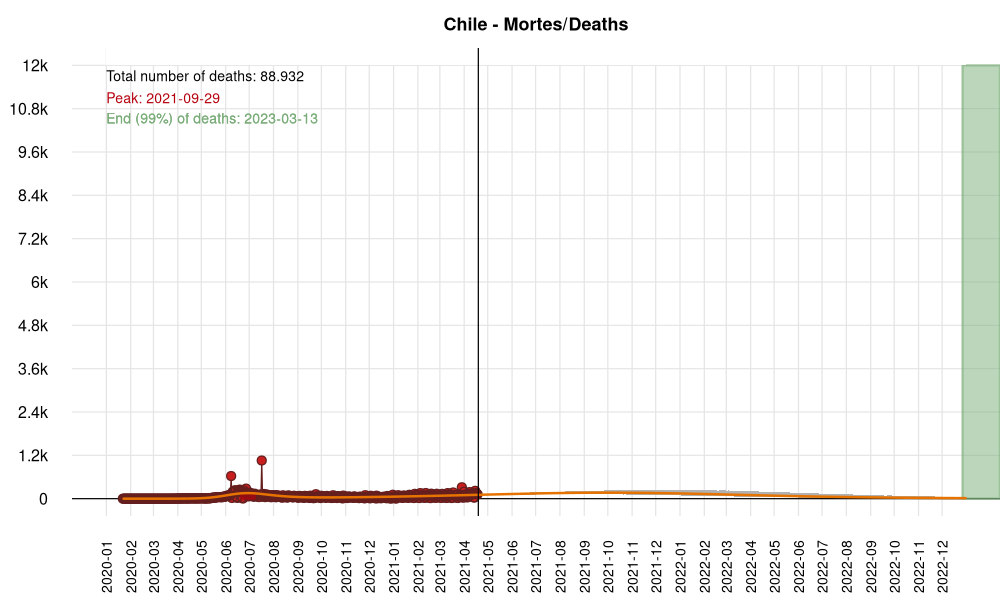 Chile - Mortes/Deaths
Total number of deaths: 88.932
Peak: 2021-09-29
End (99%) of deaths: 2023-03-13
12k
10.8k
9.6k
8.4k
7.2k
6k
4.8k
3.6k
2.4k
1.2k
0
2020-01
2020-02
2020-03
2020-04
2020-05
2020-06
2020-07
2020-08
2020-09
2020-10
2020-11
2020-12
2021-01
2021-02
2021-03
2021-04
2021-05
2021-06
2021-07
2021-08
2021-09
2021-10
2021-11
2021-12
2022-01
2022-02
2022-03
2022-04
2022-05
2022-06
2022-07
2022-08
2022-09
2022-10
2022-11
2022-12